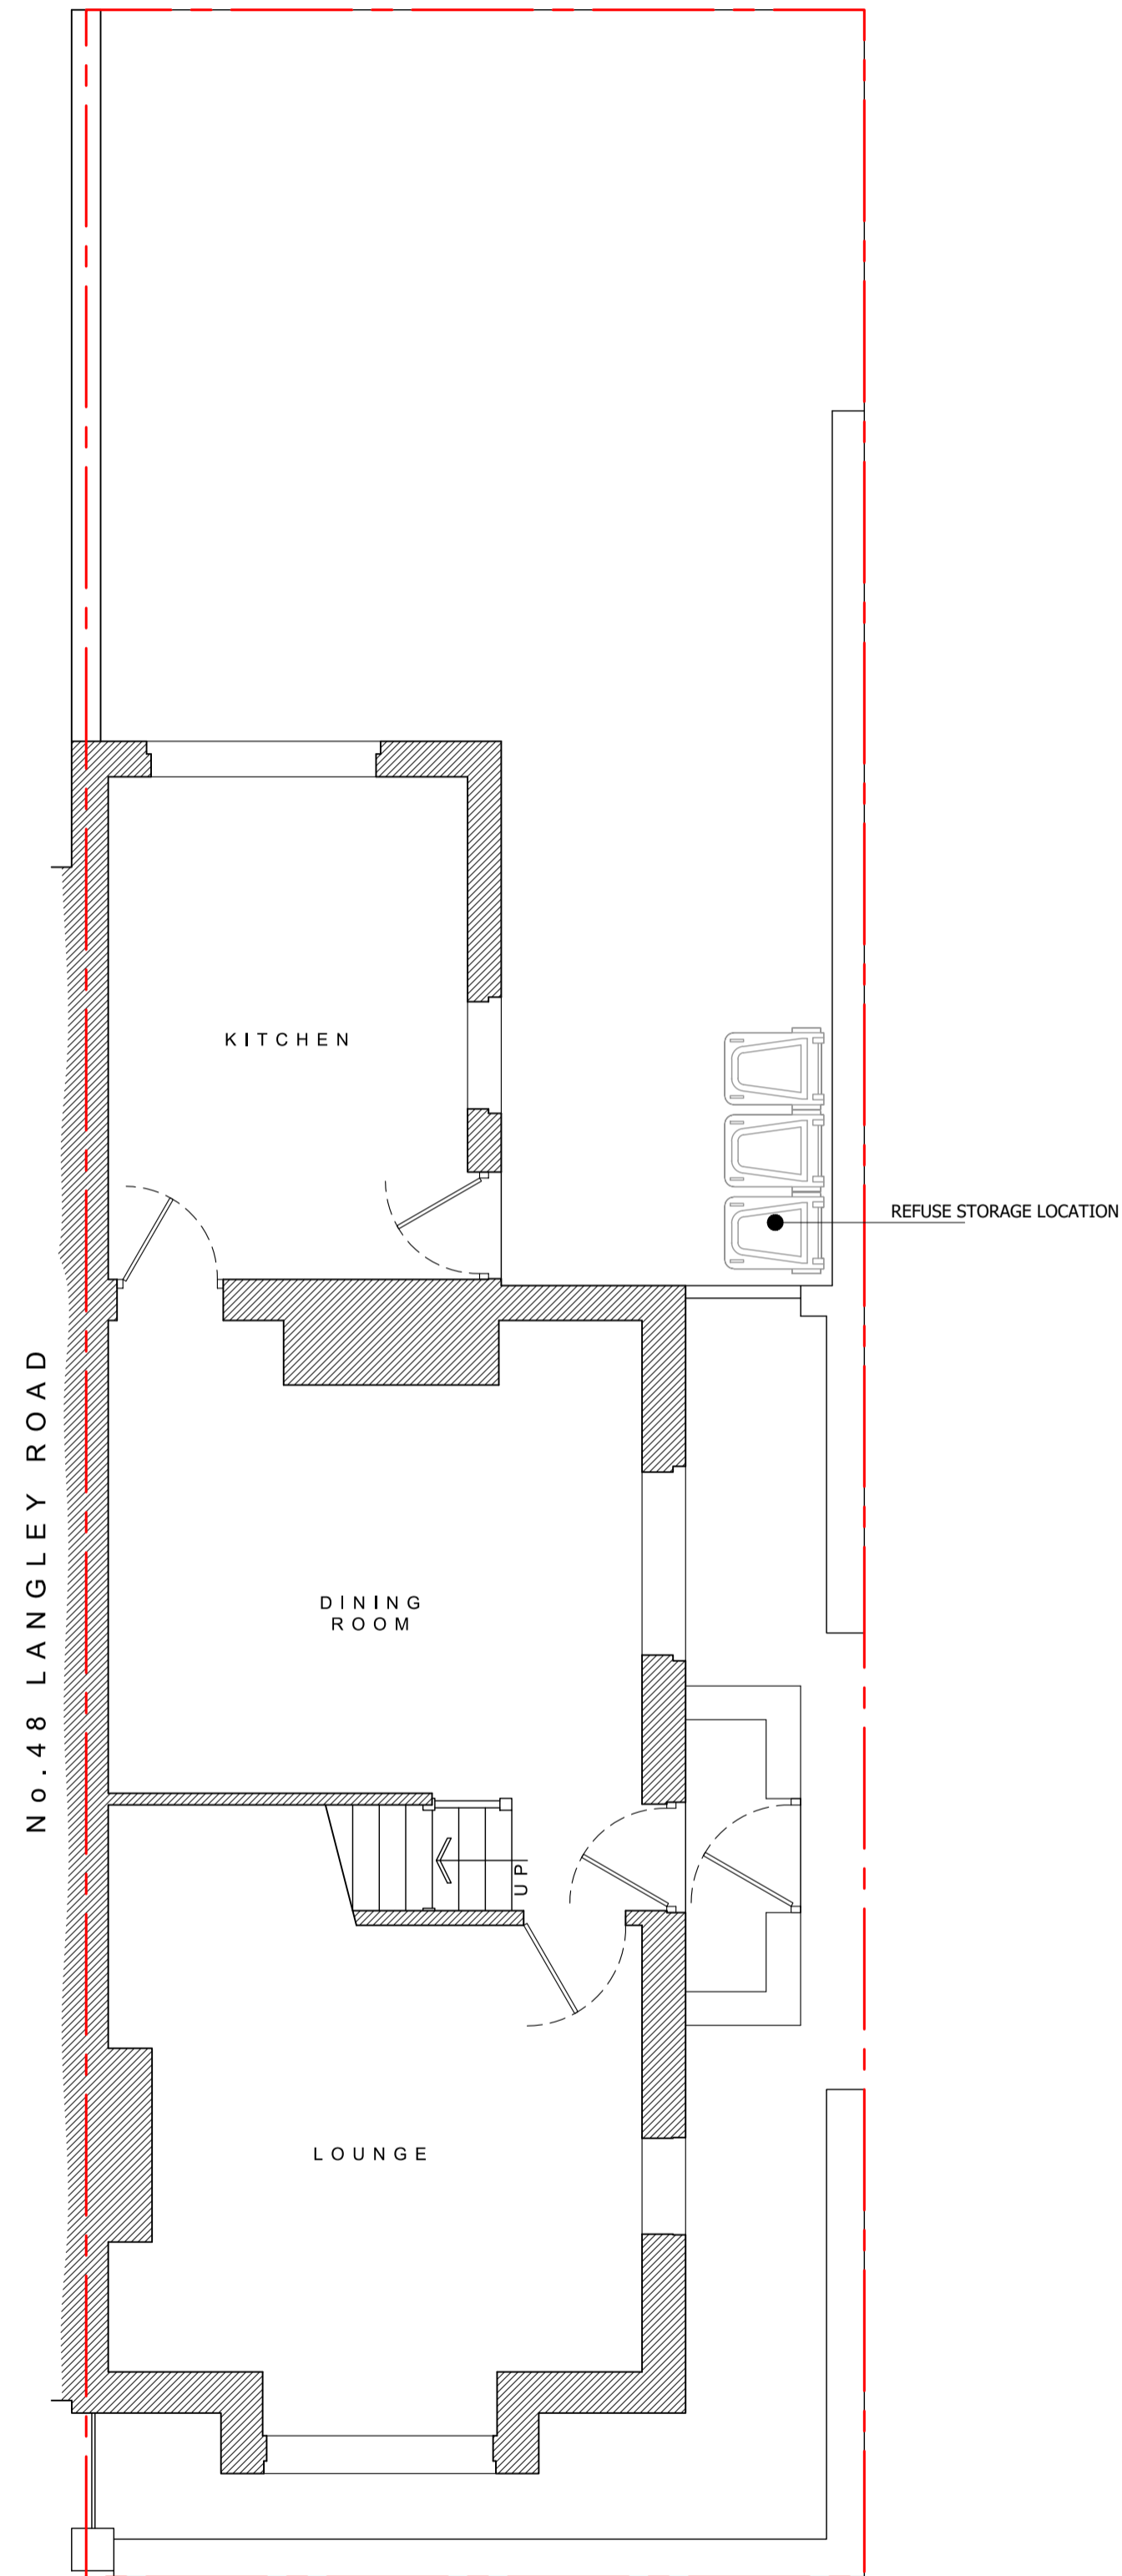 KITCHEN
REFUSE STORAGE LOCATION
No.48 LANGLEY ROAD
DINING
ROOM
UP
LOUNGE